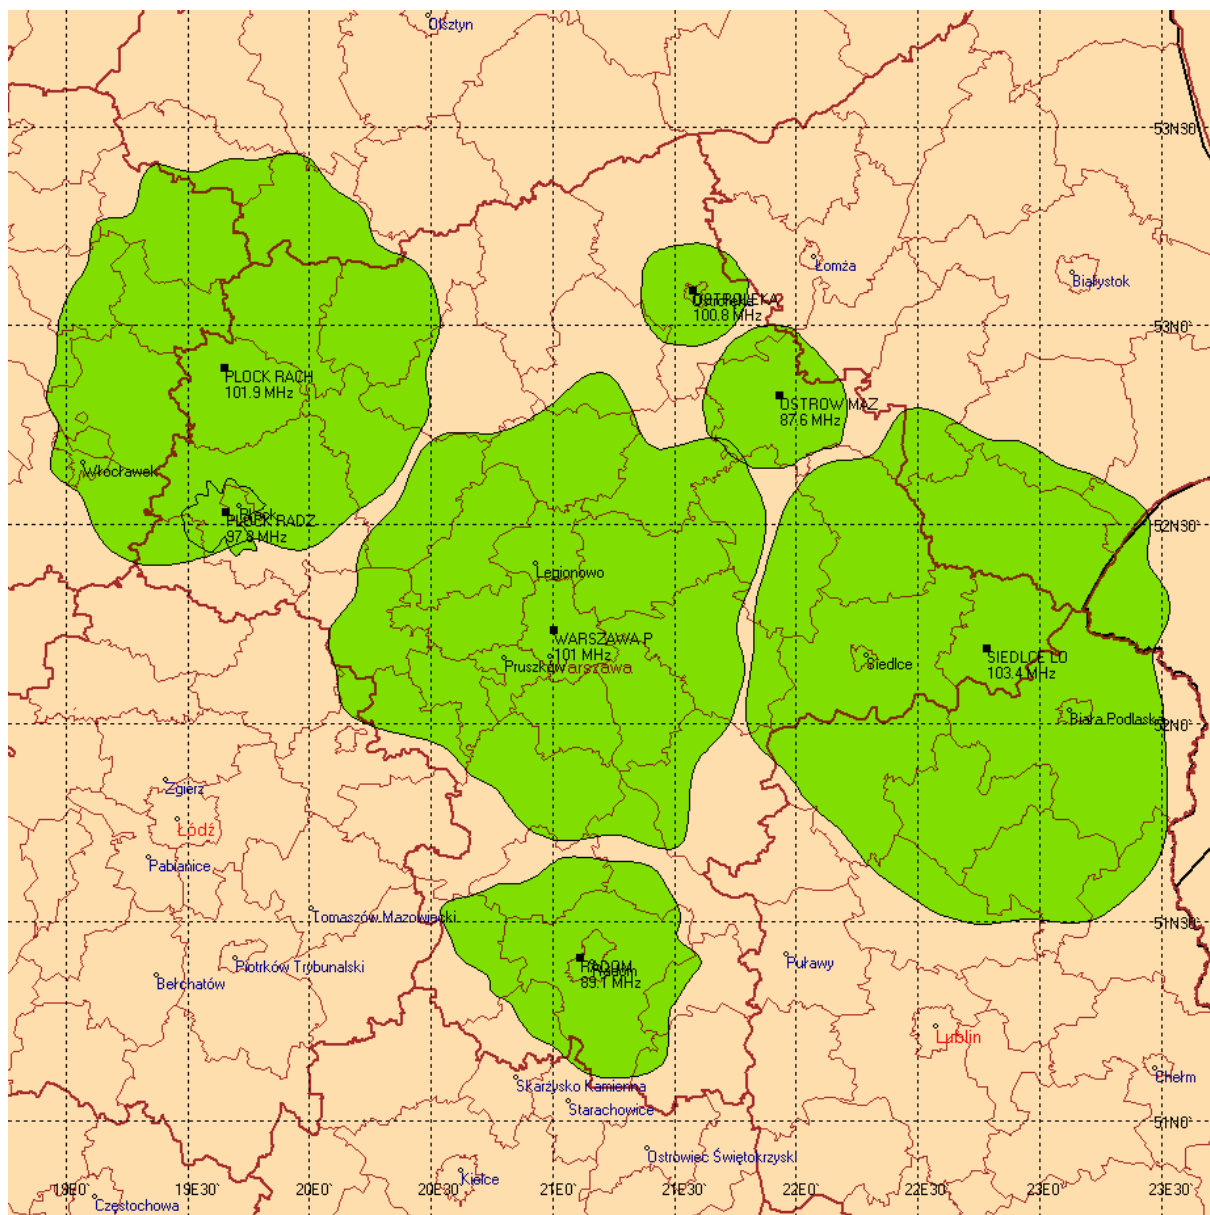 Olsztyn
53N30'
Łomża
Białystok
OSTROLEKA
100.8 MHz
53N0'
PLOCK RACH
101.9 MHz
OSTROW MAZ
87.6 MHz
Włocławek
Płock
PLOCK RADZ
97.8 MHz
52N30'
Legionowo
WARSZAWA P
101 MHz
Pruszków
Warszawa
Siedlce
SIEDLCE LO
103.4 MHz
Biała Podlaska
52N0'
Zgierz
Łódź
Pabianice
Tomaszów Mazowiecki
51N30'
Piotrków Trybunalski
Bełchatów
RADOM
Radom
89.1 MHz
Puławy
Lublin
Chełm
Skarżysko Kamienna
Starachowice
51N0'
Ostrowiec Świętokrzyskl
Kielce
19E0' 19E30' 20E0' 20E30' 21E0' 21E30' 22E0' 22E30' 23E0' 23E30'
Częstochowa